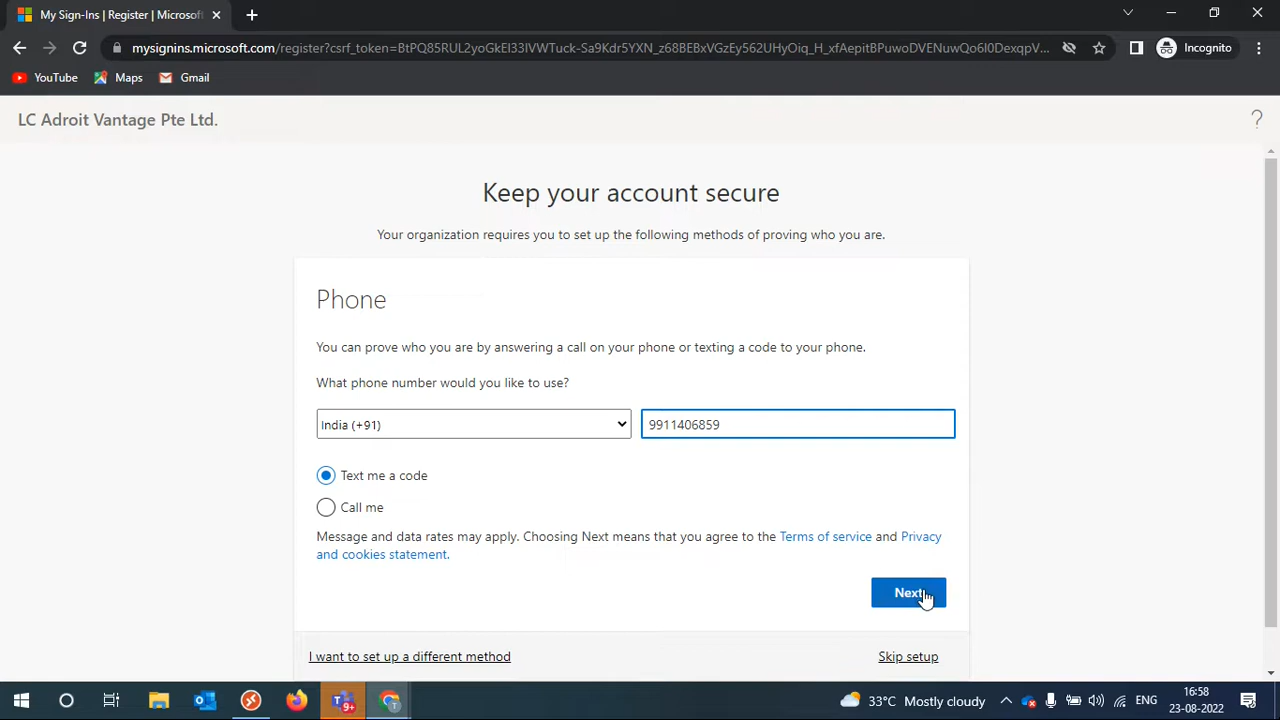 My Sign-Ins | Register | Microsoft
mysignins.microsoft.com/register?csrf_token=BtPQ85RUL2yoGkEI33IVWTuck-Sa9Kdr5YXN_z68BEBxVGzEy562UHyOiq_H_xfAepitBPuwoDVENuwQo6I0DexqpV...
Incognito
YouTube Maps Gmail
LC Adroit Vantage Pte Ltd.
?
Keep your account secure
Your organization requires you to set up the following methods of proving who you are.
Phone
You can prove who you are by answering a call on your phone or texting a code to your phone.
What phone number would you like to use?
India (+91) 9911406859
Text me a code
Call me
Message and data rates may apply. Choosing Next means that you agree to the Terms of service and Privacy
and cookies statement.
Next
I want to set up a different method Skip setup
9+ 33°C Mostly cloudy ENG 16:58
23-08-2022